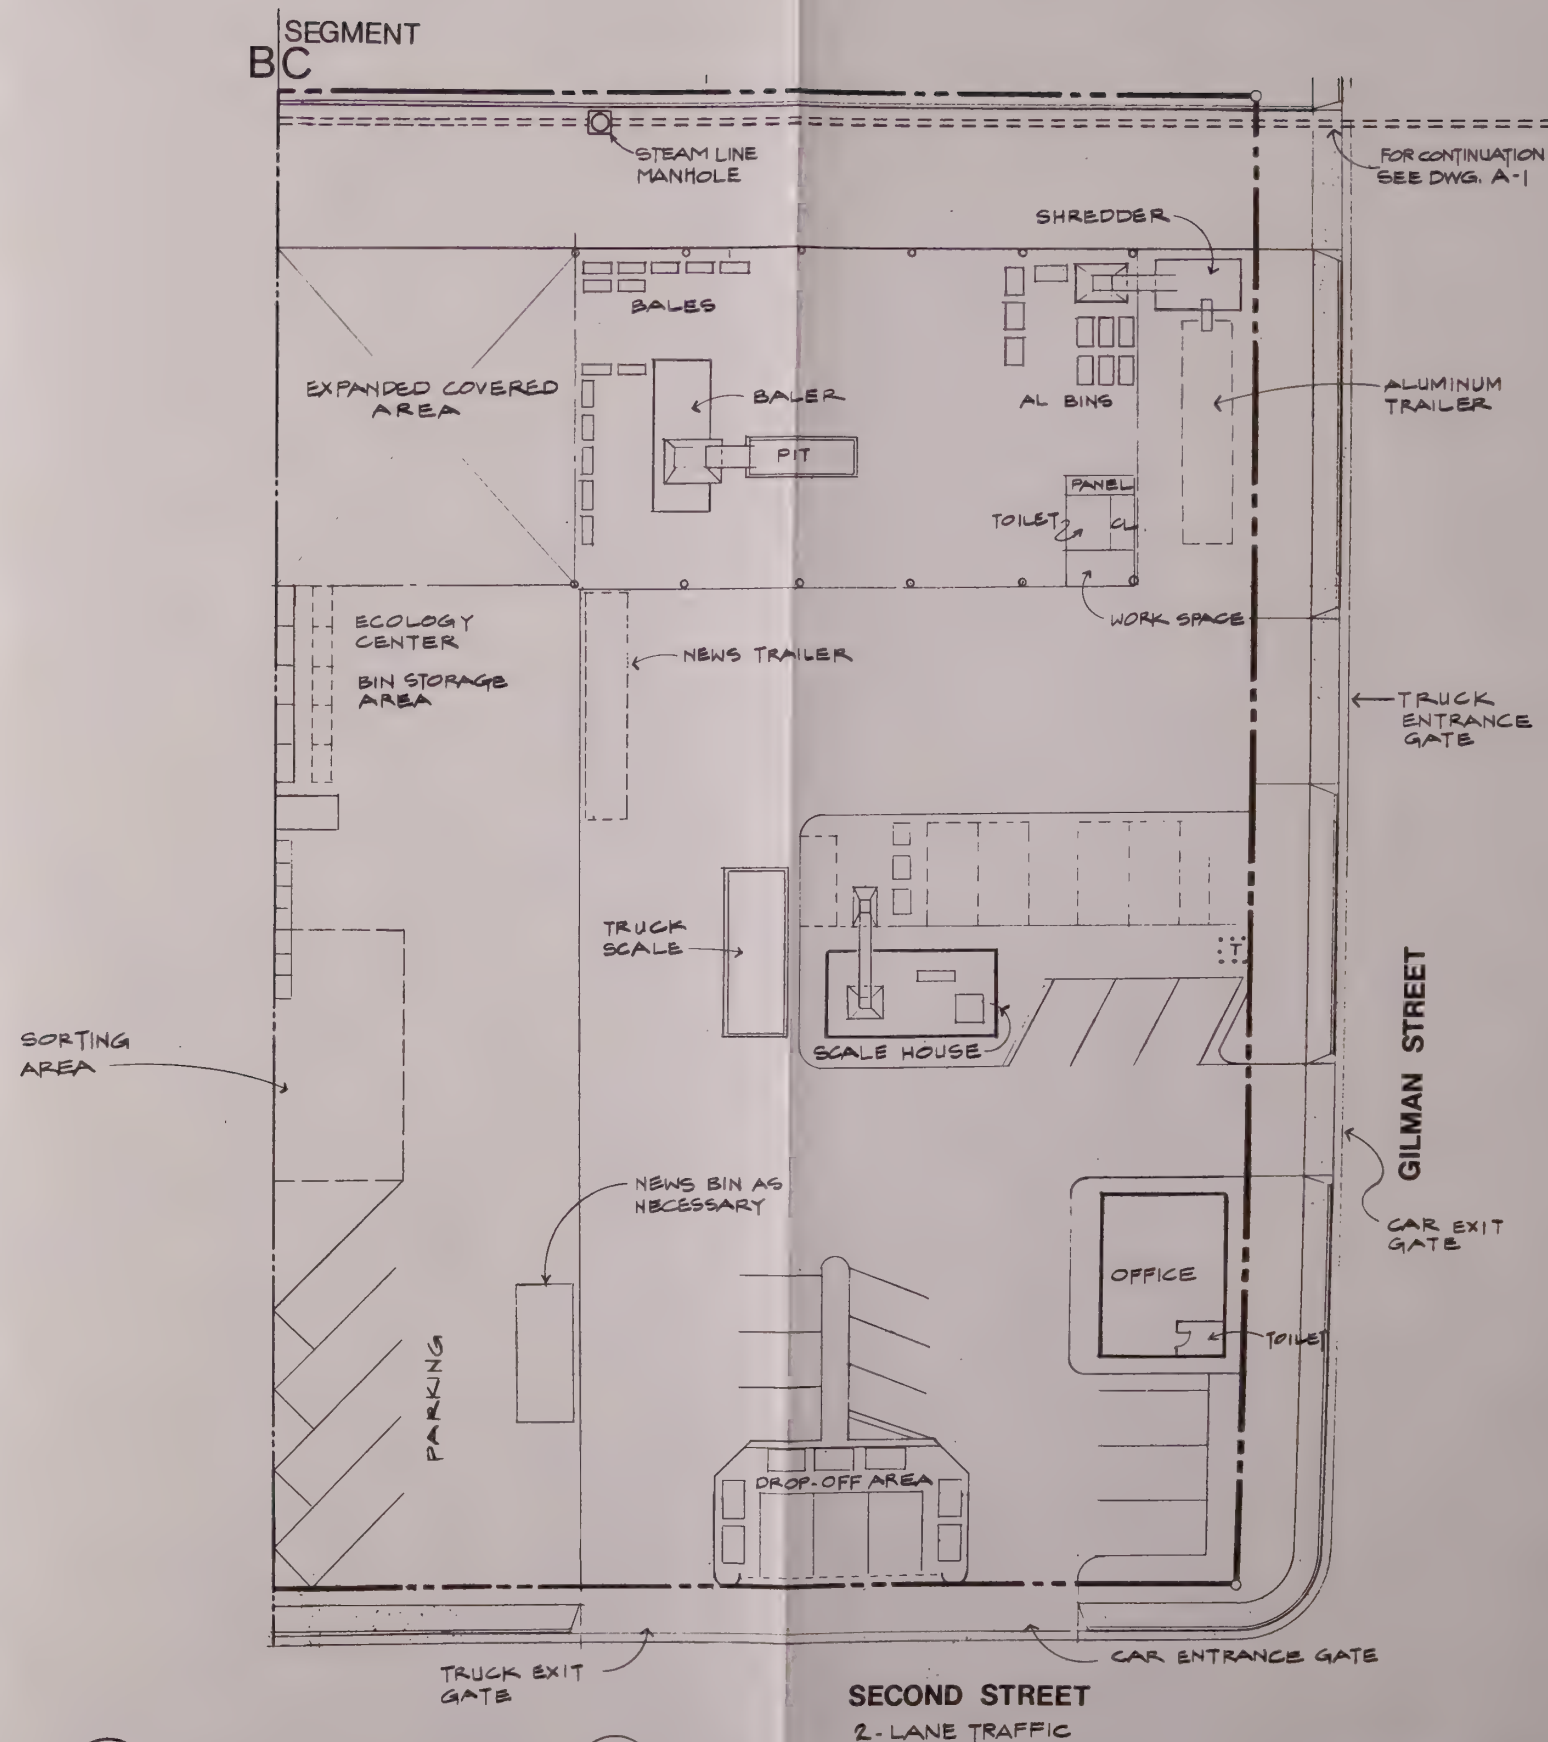 SEGMENT
B C
STEAM LINE
MANHOLE
FOR CONTINUATION
SEE DWG. A-1
SHREDDER
BALES
EXPANDED COVERED
AREA
BALER
AL BINS
ALUMINUM
TRAILER
PIT
PANEL
TOILET
CL
WORK SPACE
ECOLOGY
CENTER
BIN STORAGE
AREA
NEWS TRAILER
TRUCK
ENTRANCE
GATE
TRUCK
SCALE
T
SCALE HOUSE
SORTING
AREA
GILMAN STREET
NEWS BIN AS
NECESSARY
CAR EXIT
GATE
OFFICE
TOILET
PARKING
DROP-OFF AREA
TRUCK EXIT
GATE
CAR ENTRANCE GATE
SECOND STREET
2-LANE TRAFFIC